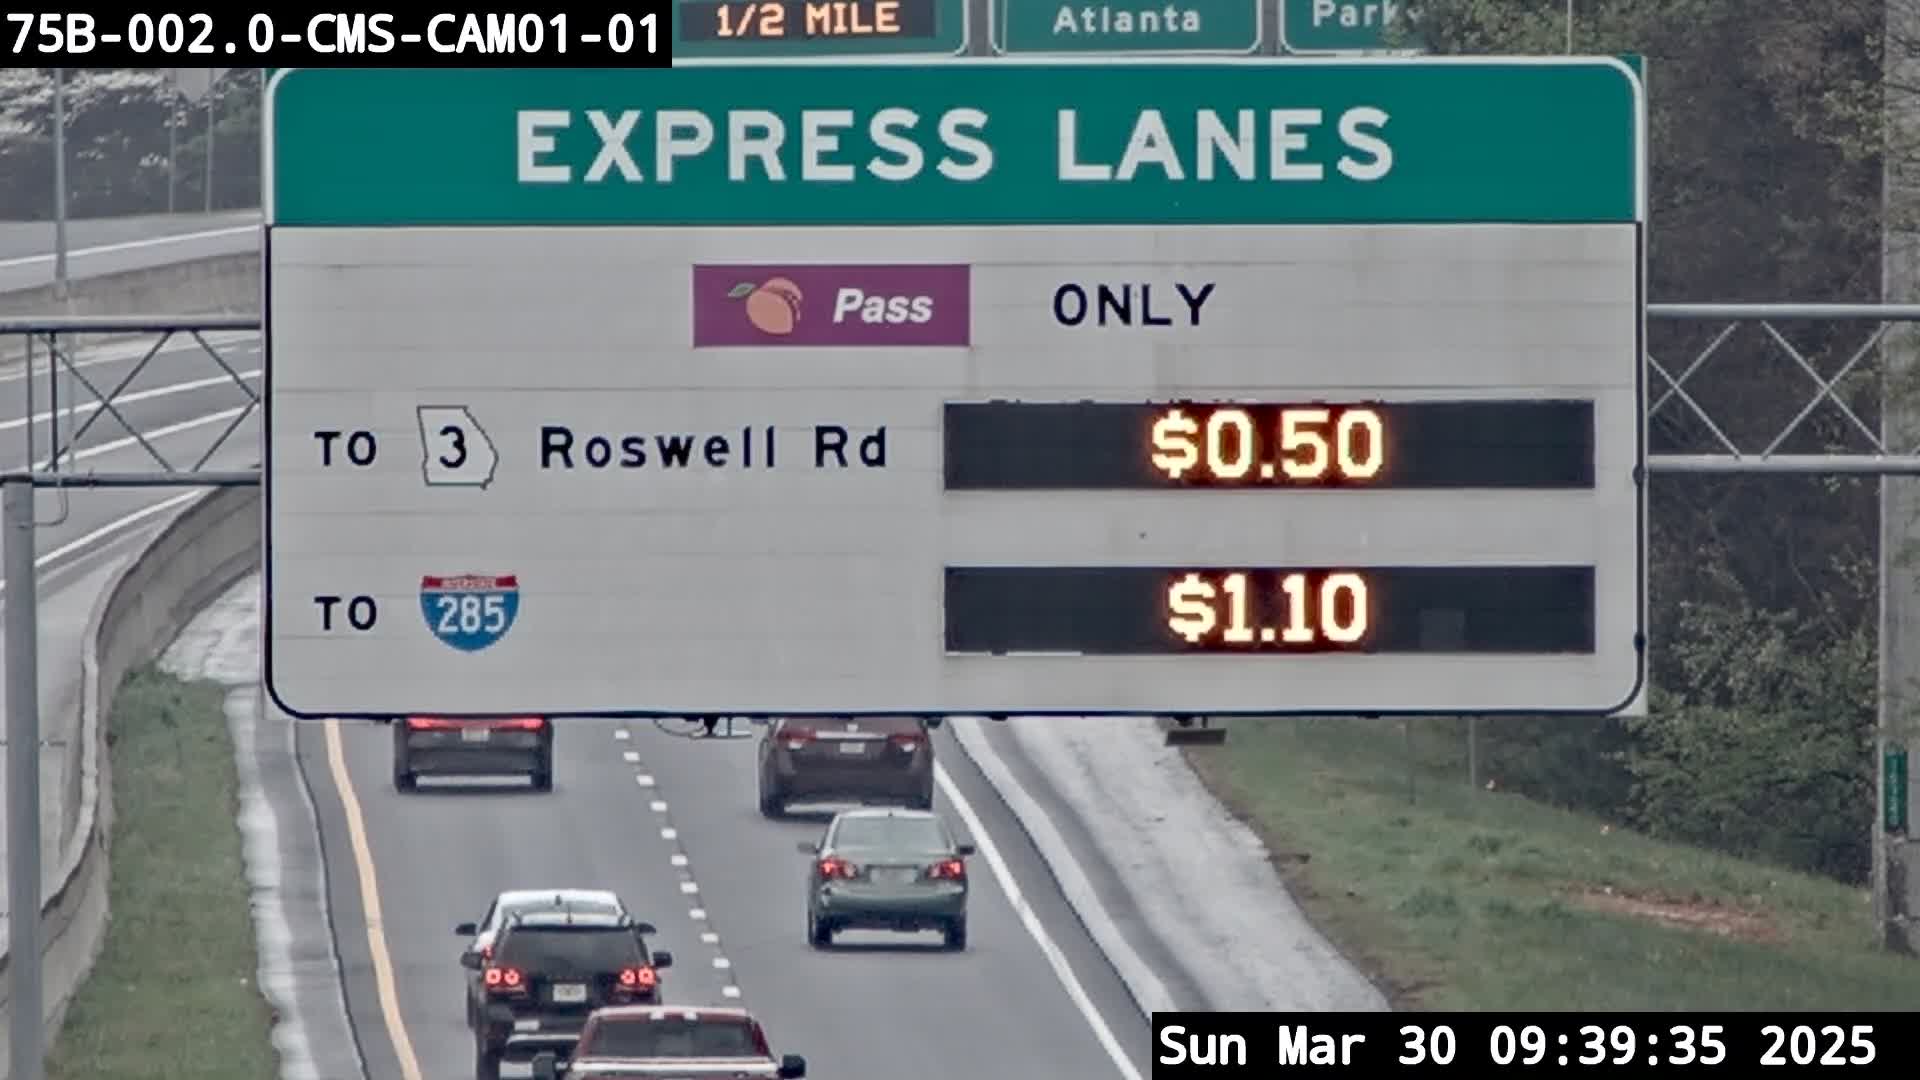 75B-002.0-CMS-CAM01-01
1/2 MILE
Atlanta
EXPRESS LANES
Pass ONLY
TO 3 Roswell Rd $0.50
TO 285 $1.10
Sun Mar 30 09:39:35 2025